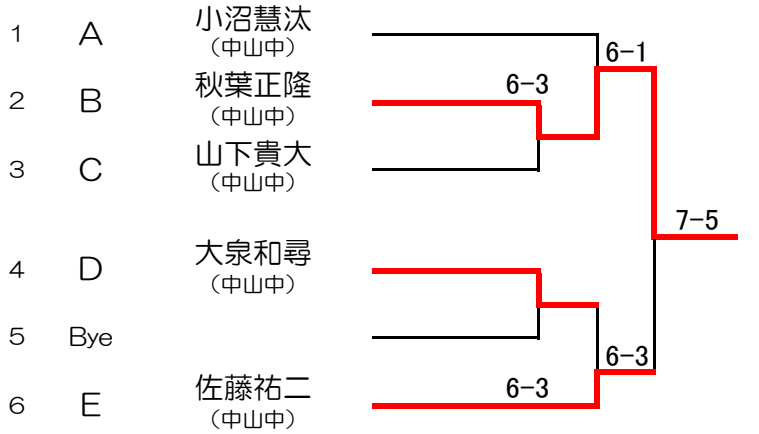 1 A 小沼慧汰
（中山中）
6-1
2 B 秋葉正隆 6-3
（中山中）
3 C 山下貴大
（中山中）
7-5
4 D 大泉和尋
（中山中）
5 Bye
6-3
6 E 佐藤祐二 6-3
（中山中）